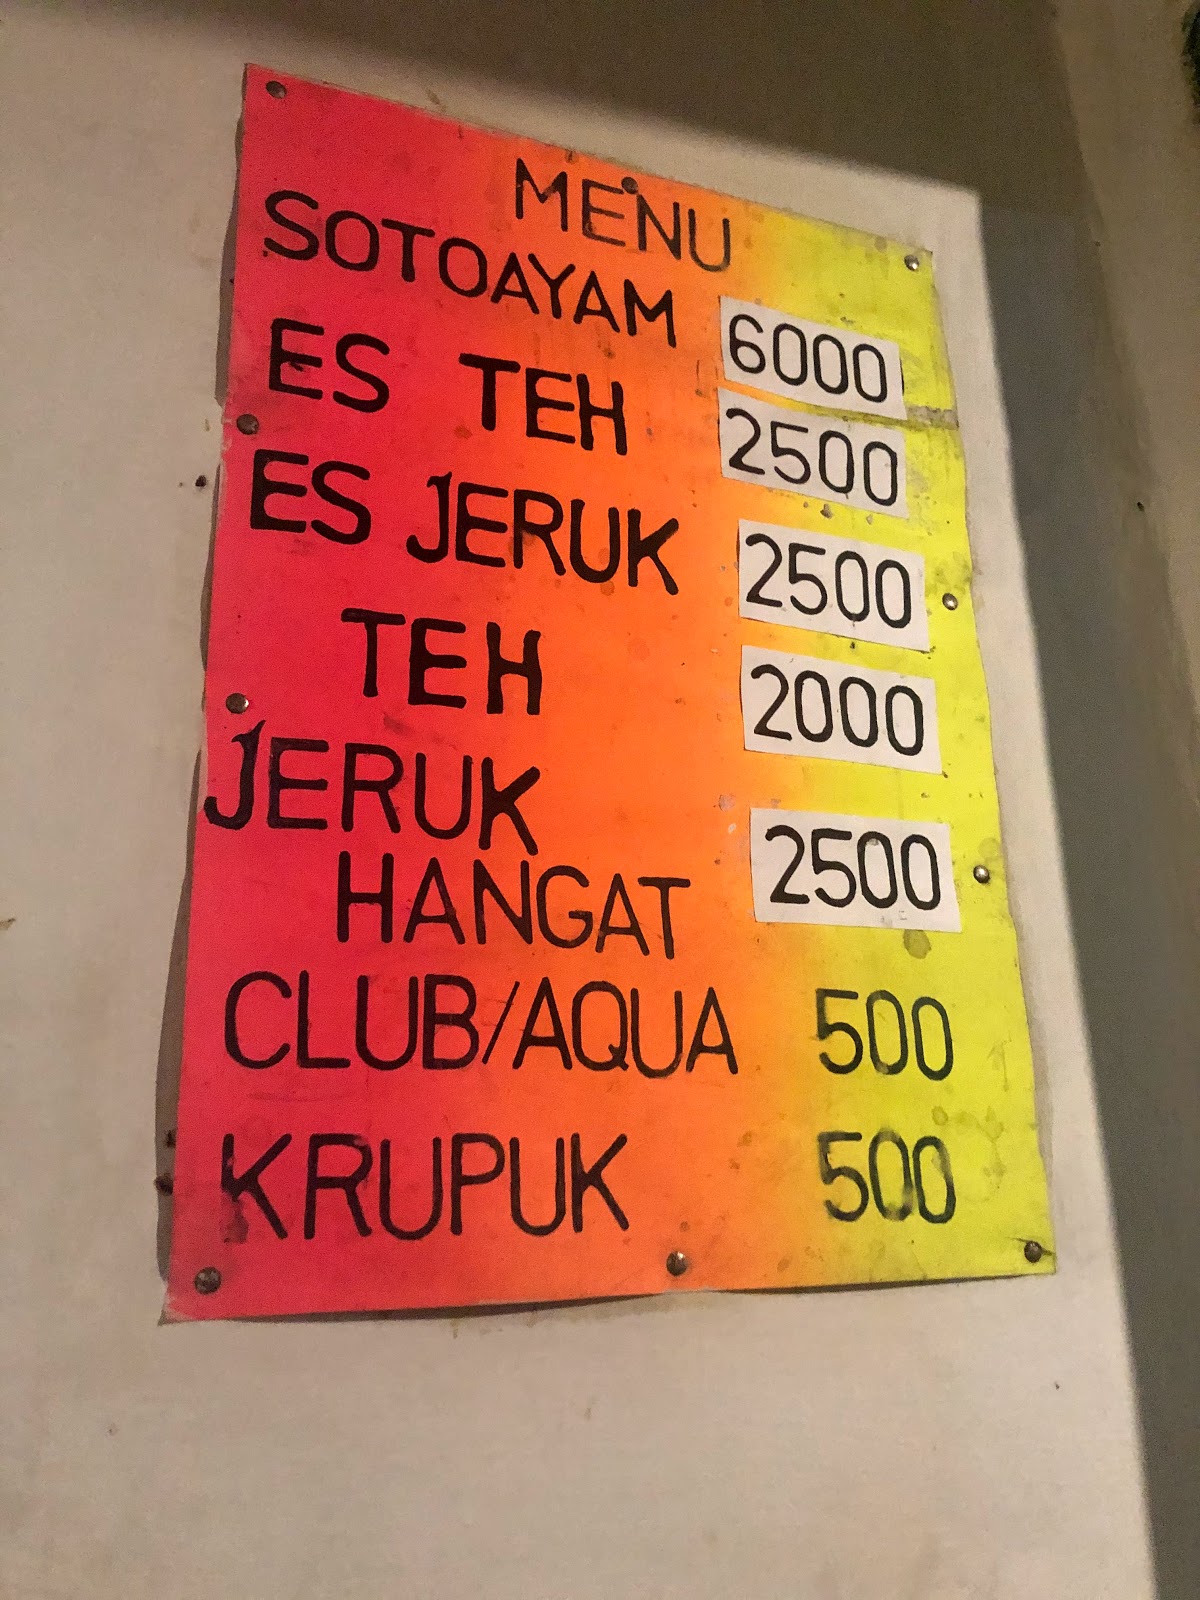 MENU
SOTOAYAM 6000
ES TEH 2500
ES JERUK 2500
TEH 2000
JERUK
HANGAT 2500
CLUB/AQUA 500
KRUPUK 500